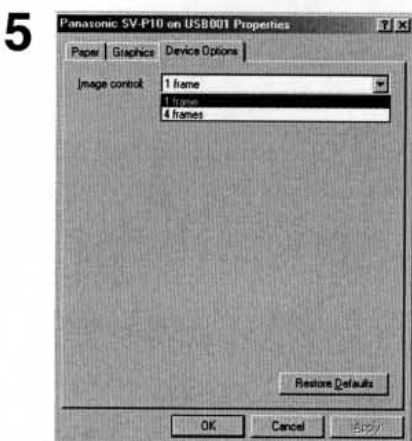 5
Panasonic SV-P10 on USB001 Properties
Paper Graphics Device Options
Image control: 1 frame
1 frame
4 frames
Restore Defaults
OK Cancel Apply